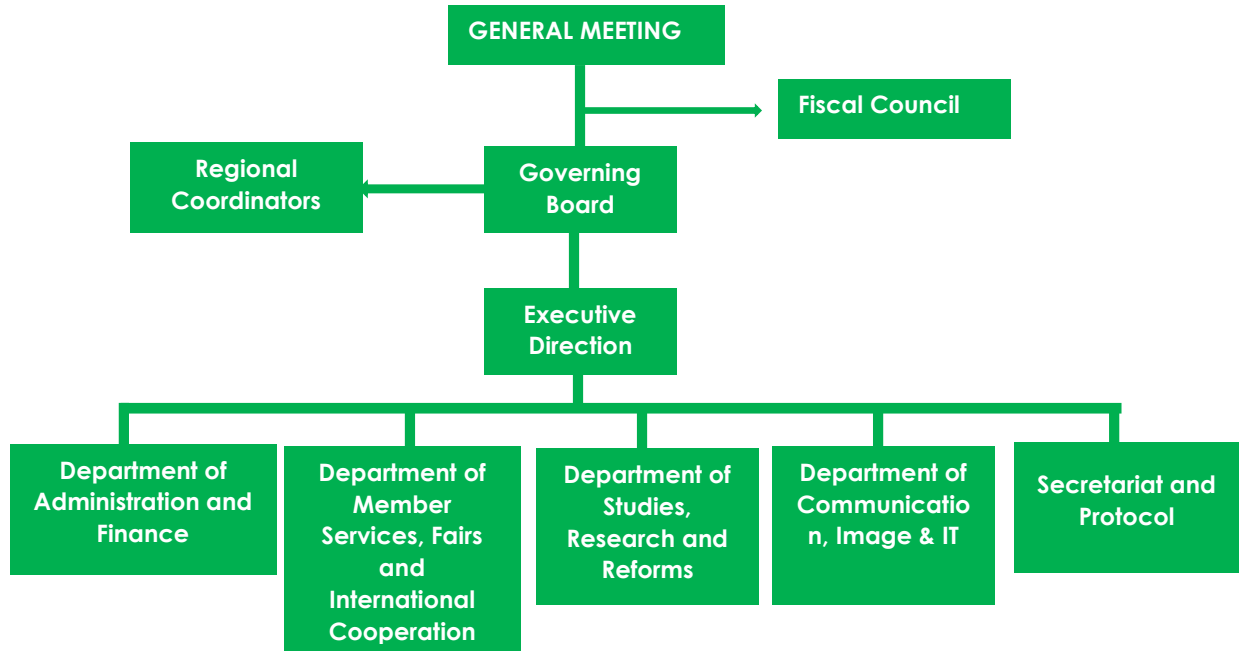 GENERAL MEETING
Fiscal Council
Regional
Coordinators
Governing
Board
Executive
Direction
Department of
Administration and
Finance
Department of
Member
Services, Fairs
and
International
Cooperation
Department of
Studies,
Research and
Reforms
Department of
Communicatio
n, Image & IT
Secretariat and
Protocol